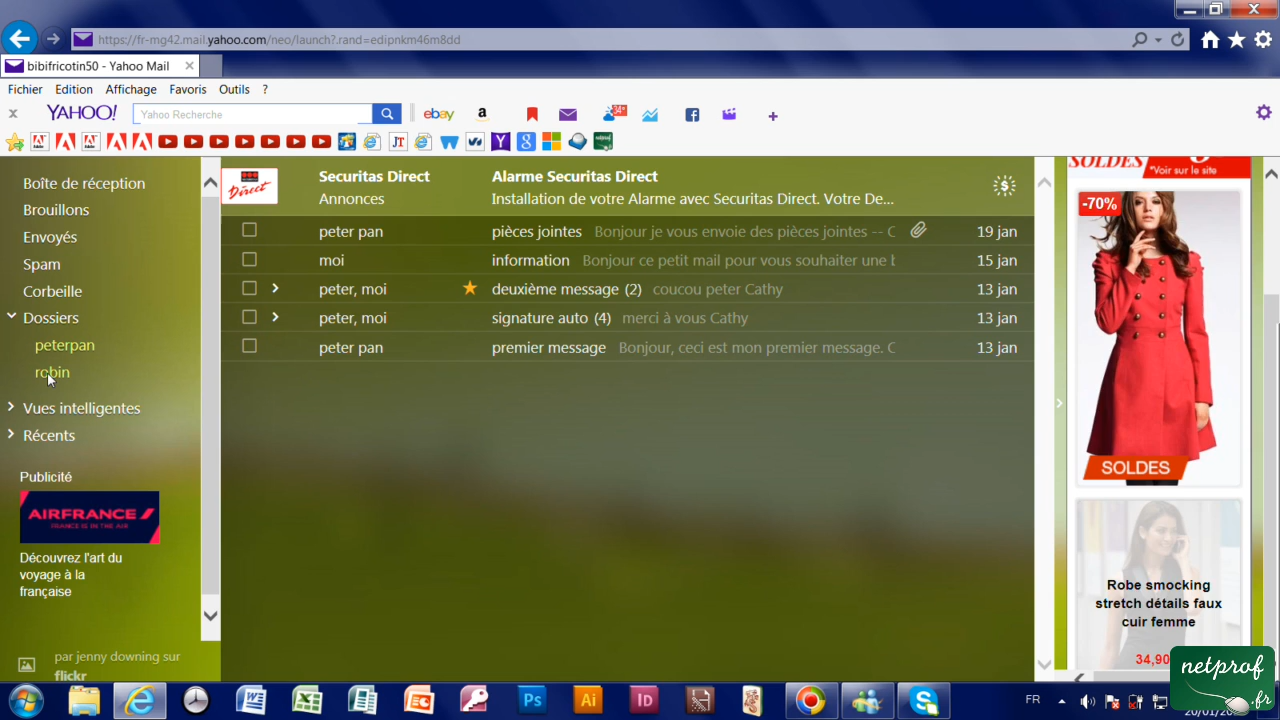 https://fr-mg42.mail.yahoo.com/neo/launch?.rand=edipnkm46m8dd
bibifricotin50 - Yahoo Mail
Fichier Edition Affichage Favoris Outils ?
YAHOO! Yahoo Recherche ebay a
JT
Boîte de réception
Brouillons
Envoyés
Spam
Corbeille
Dossiers
peterpan
robin
Vues intelligentes
Récents
Publicité
AIRFRANCE
FRANCE IS IN THE AIR
Découvrez l'art du
voyage à la
française
par jenny downing sur
flickr
Direct
Securitas Direct Alarme Securitas Direct
Annonces Installation de votre Alarme avec Securitas Direct. Votre De...
peter pan pièces jointes Bonjour je vous envoie des pièces jointes -- C 19 jan
moi information Bonjour ce petit mail pour vous souhaiter une b 15 jan
peter, moi deuxième message (2) coucou peter Cathy 13 jan
peter, moi signature auto (4) merci à vous Cathy 13 jan
peter pan premier message Bonjour, ceci est mon premier message. C 13 jan
SOLDES
*Voir sur le site
-70%
SOLDES
Robe smocking
stretch détails faux
cuir femme
34,90
netprof
.fr
Ps Ai Id
FR